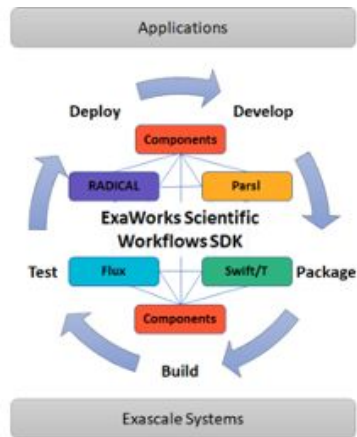 Applications
Deploy
Develop
Components
RADICAL
Parsl
ExaWorks Scientific
Workflows SDK
Test
Flux
Swift/T
Package
Components
Build
Exascale Systems